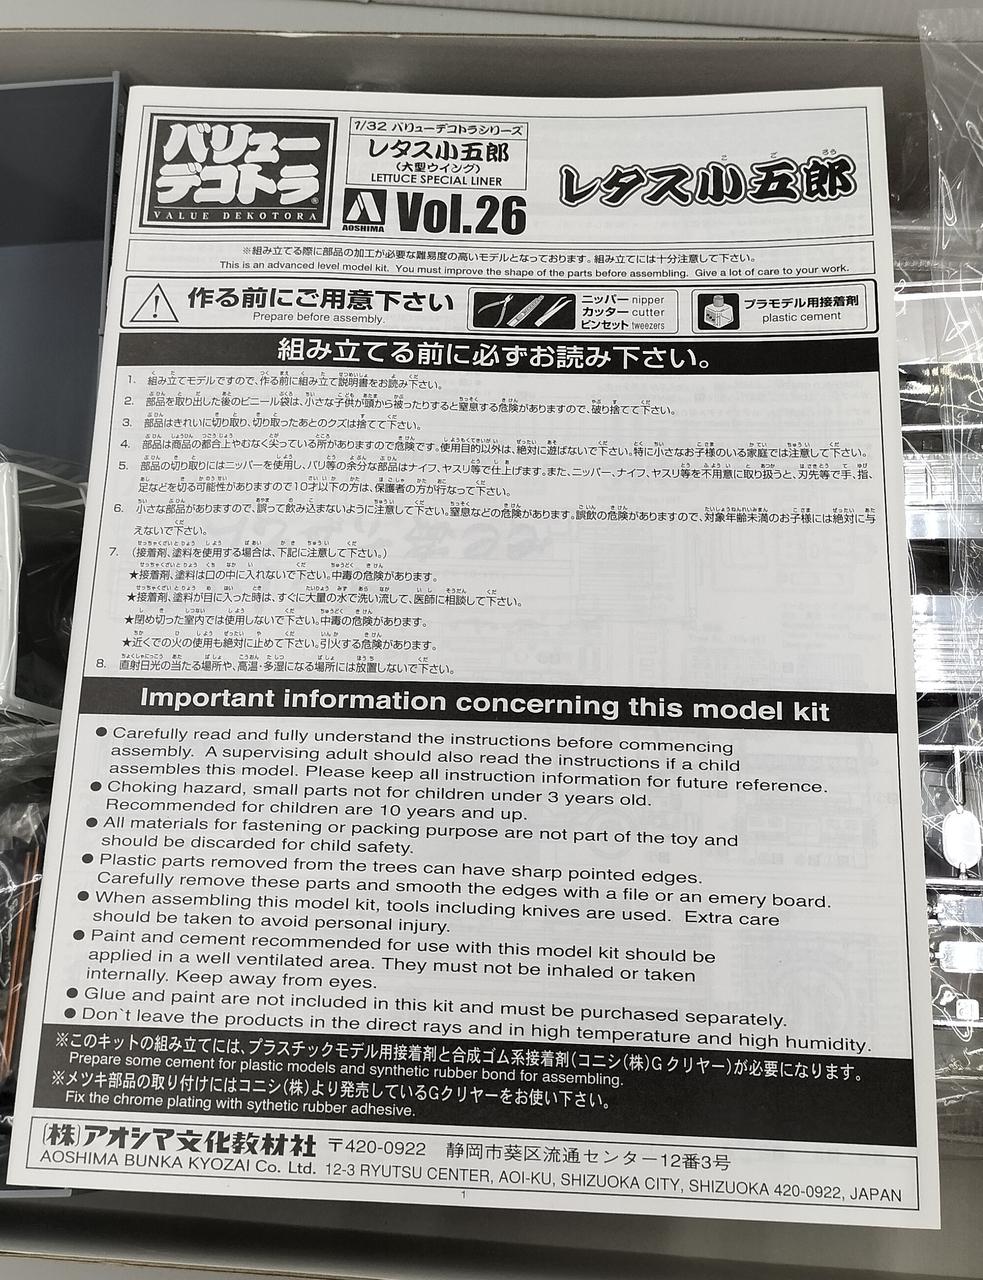 バリュー
デコトラ®
VALUE DEKOTORA
1/32 バリューデコトラシリーズ
レタス小五郎
(大型ウイング)
LETTUCE SPECIAL LINER
AOSHIMA
Vol.26
レタス小五郎
※組み立てる際に部品の加工が必要な難易度の高いモデルとなっております。組み立てには十分注意して下さい。
This is an advanced level model kit. You must improve the shape of the parts before assembling. Give a lot of care to your work.
作る前にご用意下さい
Prepare before assembly.
ニッパー nipper
カッター cutter
ピンセット tweezers
プラモデル用接着剤
plastic cement
組み立てる前に必ずお読み下さい。
1. 組み立てモデルですので、作る前に組み立て説明書をお読み下さい。
2. 部品を取り出した後のビニール袋は、小さな子供が頭から被ったりすると窒息する危険がありますので、破り捨てて下さい。
3. 部品はきれいに切り取り、切り取ったあとのクズは捨てて下さい。
4. 部品は商品の都合上やむなく尖っている所がありますので危険です。使用目的以外は、絶対に遊ばないで下さい。特に小さなお子様のいる家庭では注意して下さい。
5. 部品の切り取りにはニッパーを使用し、バリ等の余分な部品はナイフ、ヤスリ等で仕上げます。また、ニッパー、ナイフ、ヤスリ等を不用意に取り扱うと、刃先等で手、指、
足などを切る可能性がありますので10才以下の方は、保護者の方が行なって下さい。
6. 小さな部品がありますので、誤って飲み込まないように注意して下さい。窒息などの危険があります。誤飲の危険がありますので、対象年齢未満のお子様には絶対に与
えないで下さい。
7. (接着剤、塗料を使用する場合は、下記に注意して下さい。)
★接着剤、塗料は口の中に入れないで下さい。中毒の危険があります。
★接着剤、塗料が目に入った時は、すぐに大量の水で洗い流して、医師に相談して下さい。
★閉め切った室内では使用しないで下さい。中毒の危険があります。
★近くでの火の使用も絶対に止めて下さい。引火する危険があります。
8. 直射日光の当たる場所や、高温・多湿になる場所には放置しないで下さい。
Important information concerning this model kit
● Carefully read and fully understand the instructions before commencing
assembly. A supervising adult should also read the instructions if a child
assembles this model. Please keep all instruction information for future reference.
● Choking hazard, small parts not for children under 3 years old.
Recommended for children are 10 years and up.
● All materials for fastening or packing purpose are not part of the toy and
should be discarded for child safety.
● Plastic parts removed from the trees can have sharp pointed edges.
Carefully remove these parts and smooth the edges with a file or an emery board.
● When assembling this model kit, tools including knives are used. Extra care
should be taken to avoid personal injury.
● Paint and cement recommended for use with this model kit should be
applied in a well ventilated area. They must not be inhaled or taken
internally. Keep away from eyes.
● Glue and paint are not included in this kit and must be purchased separately.
● Don`t leave the products in the direct rays and in high temperature and high humidity.
※このキットの組み立てには、プラスチックモデル用接着剤と合成ゴム系接着剤(コニシ(株)Gクリヤー)が必要になります。
Prepare some cement for plastic models and synthetic rubber bond for assembling.
※メッキ部品の取り付けにはコニシ(株)より発売しているGクリヤーをお使い下さい。
Fix the chrome plating with sythetic rubber adhesive.
(株)アオシマ文化教材社 〒420-0922 静岡市葵区流通センター12番3号
AOSHIMA BUNKA KYOZAI Co. Ltd. 12-3 RYUTSU CENTER, AOI-KU, SHIZUOKA CITY, SHIZUOKA 420-0922, JAPAN
1